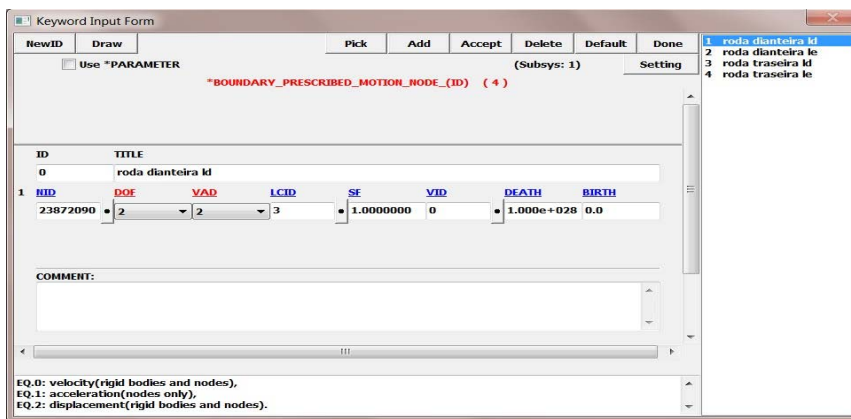 Keyword Input Form
NewID Draw Pick Add Accept Delete Default Done
Use *PARAMETER (Subsys: 1) Setting
*BOUNDARY_PRESCRIBED_MOTION_NODE_(ID) ( 4 )
ID TITLE
0 roda dianteira ld
1 NID DOF VAD LCID SF VID DEATH BIRTH
23872090 2 2 3 1.0000000 0 1.000e+028 0.0
COMMENT:
EQ.0: velocity(rigid bodies and nodes),
EQ.1: acceleration(nodes only),
EQ.2: displacement(rigid bodies and nodes).
1 roda dianteira ld
2 roda dianteira le
3 roda traseira ld
4 roda traseira le